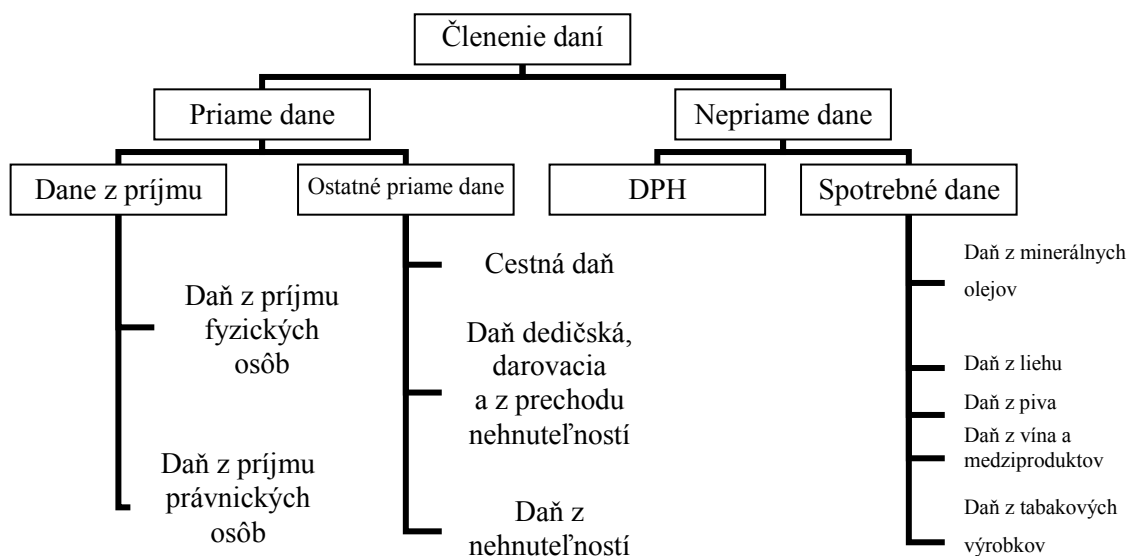 Členenie daní
Priame dane
Nepriame dane
Dane z príjmu
Ostatné priame dane
DPH
Spotrebné dane
Daň z príjmu
fyzických
osôb
Daň z príjmu
právnických
osôb
Cestná daň
Daň dedičská,
darovacia
a z prechodu
nehnuteľností
Daň z
nehnuteľností
Daň z minerálnych
olejov
Daň z liehu
Daň z piva
Daň z vína a
medziproduktov
Daň z tabakových
výrobkov